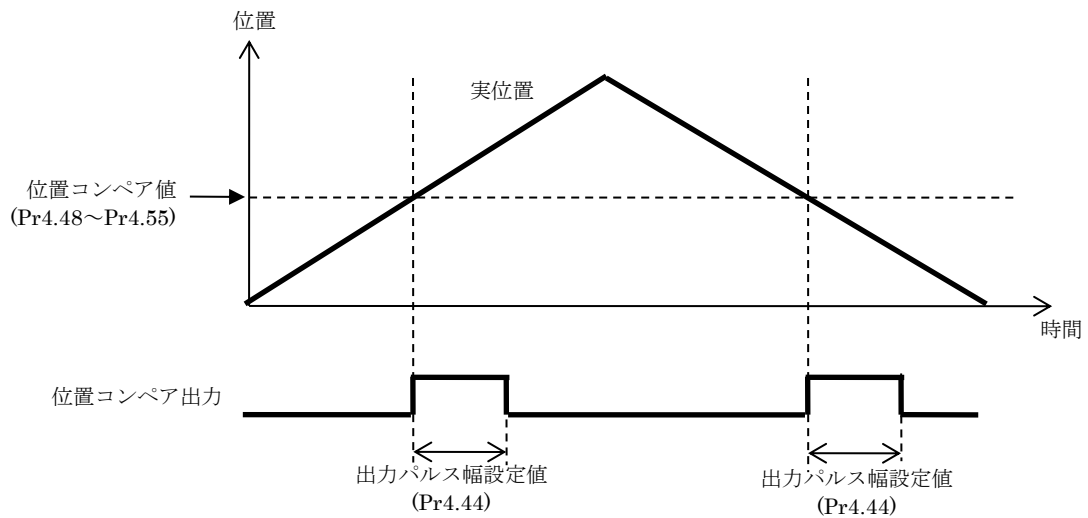 位置
実位置
位置コンペア値
(Pr4.48～Pr4.55)
時間
位置コンペア出力
出力パルス幅設定値
(Pr4.44)
出力パルス幅設定値
(Pr4.44)